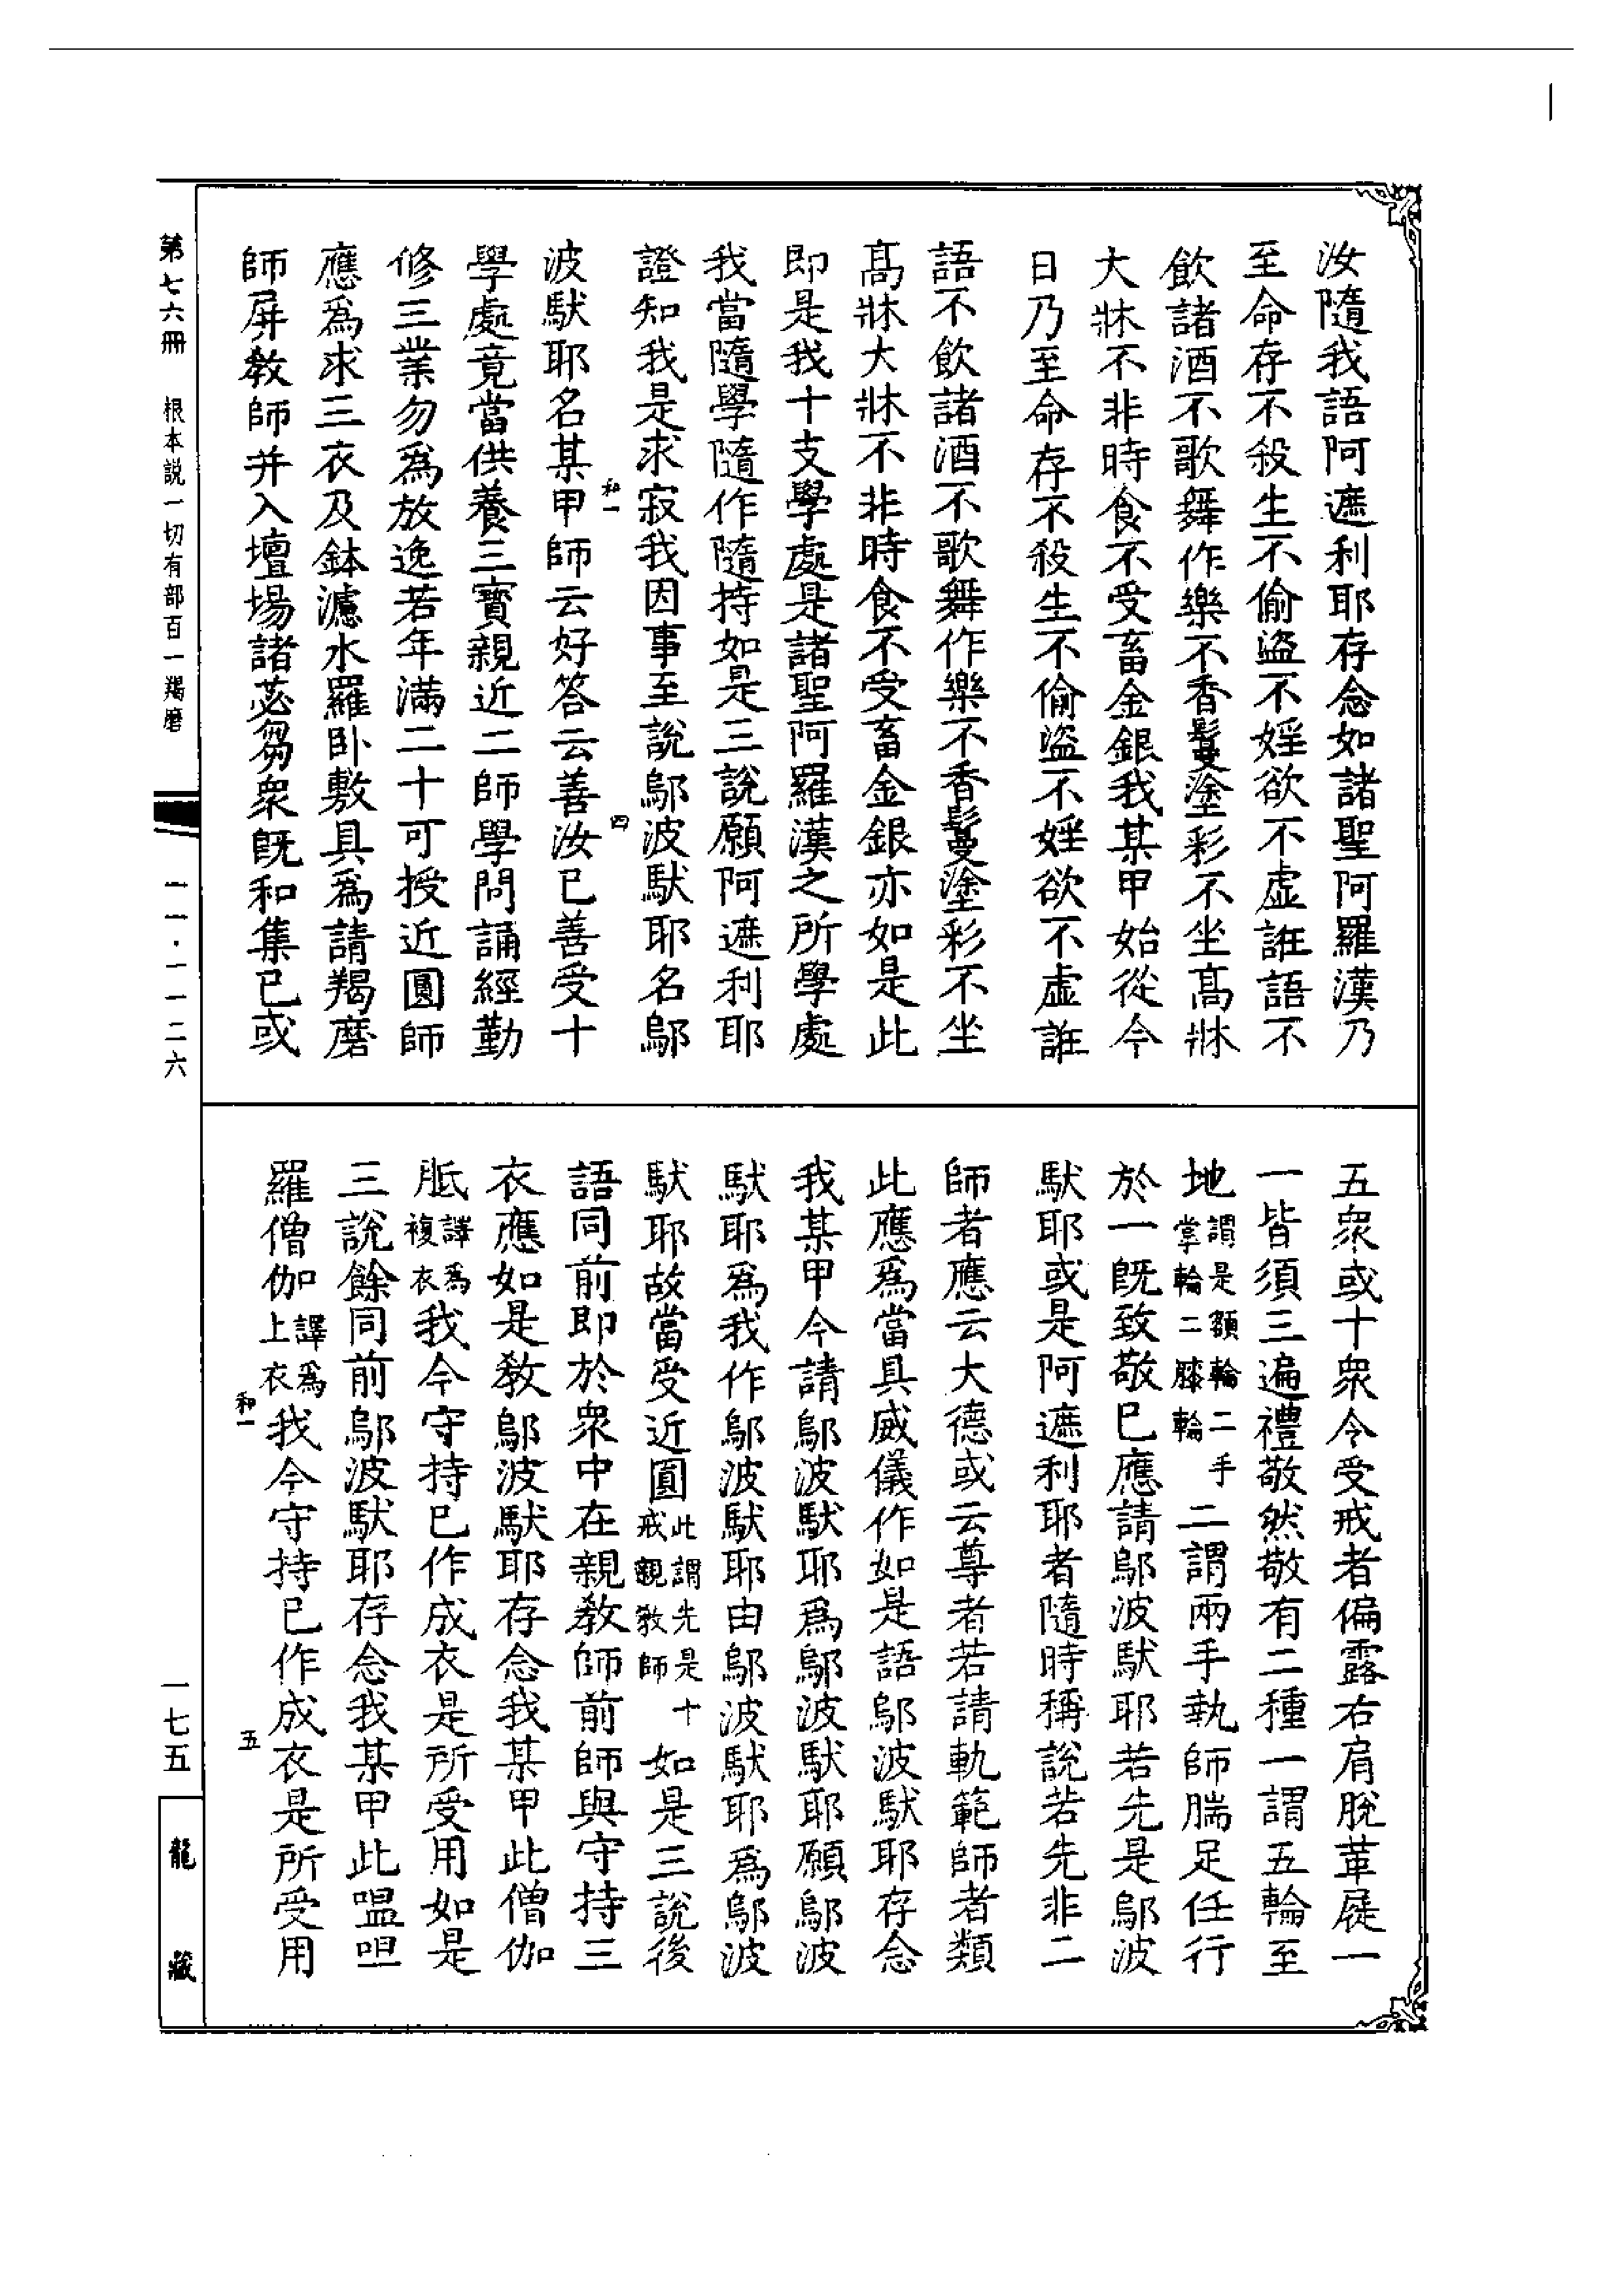 汝隨我語阿遮利耶存念如諸聖阿羅漢乃
至命存不殺生不偷盜不婬欲不虛誑語不
飲諸酒不歌舞作樂不香鬘塗彩不坐高牀
大牀不非時食不受畜金銀我某甲始從今
日乃至命存不殺生不偷盜不婬欲不虛誑
語不飲諸酒不歌舞作樂不香鬘塗彩不坐
高牀大牀不非時食不受畜金銀亦如是此
即是我十支學處是諸聖阿羅漢之所學處
我當隨學隨作隨持如是三說願阿遮利耶
證知我是求寂我因事至說鄔波馱耶名鄔
和一 四
波馱耶名某甲師云好答云善汝已善受十
學處竟當供養三寶親近二師學問誦經勤
修三業勿為放逸若年滿二十可授近圓師
應為求三衣及鉢濾水羅臥敷具為請羯磨
師屏教師并入壇場諸苾芻衆既和集已或
五衆或十衆令受戒者偏露右肩脫革屣一
一皆須三遍禮敬然敬有二種一謂五輪至
地謂是額輪二手掌輪二膝輪二謂兩手執師腨足任行
於一既致敬已應請鄔波馱耶若先是鄔波
馱耶或是阿遮利耶者隨時稱說若先非二
師者應云大德或云尊者若請軌範師者類
此應為當具威儀作如是語鄔波馱耶存念
我某甲今請鄔波馱耶為鄔波馱耶願鄔波
馱耶為我作鄔波馱耶由鄔波馱耶為鄔波
馱耶故當受近圓此謂先是十戒親教師如是三說後
語同前即於衆中在親教師前師與守持三
衣應如是教鄔波馱耶存念我某甲此僧伽
胝譯為複衣我今守持已作成衣是所受用如是
三說餘同前鄔波馱耶存念我某甲此嗢呾
羅僧伽譯為上衣我今守持已作成衣是所受用
和一 五
第七六冊 根本説一切有部百一羯磨 一一·一一二六
一七五
龍藏